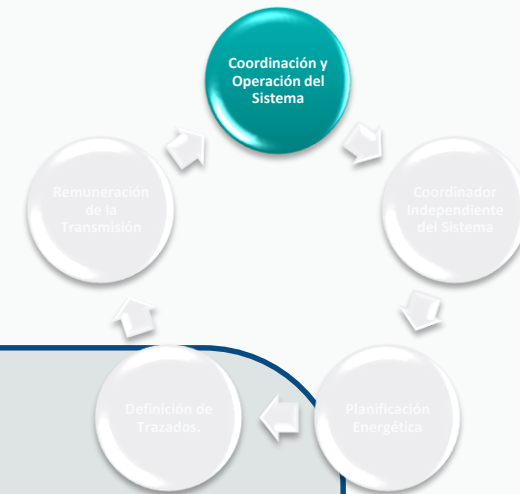 Coordinación y
Operación del
Sistema
Remuneración
de la
Transmisión
Coordinador
Independiente
del Sistema
Definición de
Trazados.
Planificación
Energética